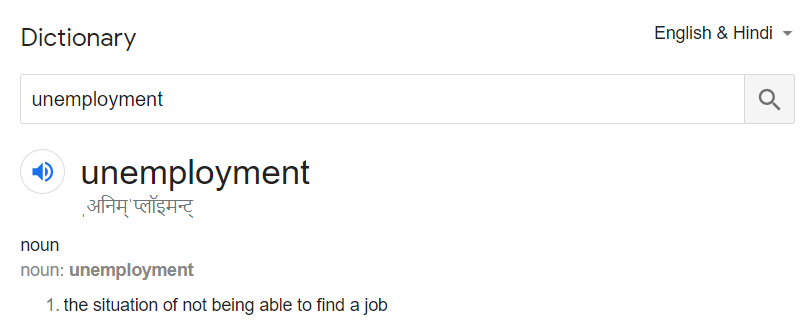 Dictionary
English & Hindi
unemployment
unemployment
ˌअनिम्ˈप्लॉइमन्ट्
noun
noun: unemployment
1. the situation of not being able to find a job